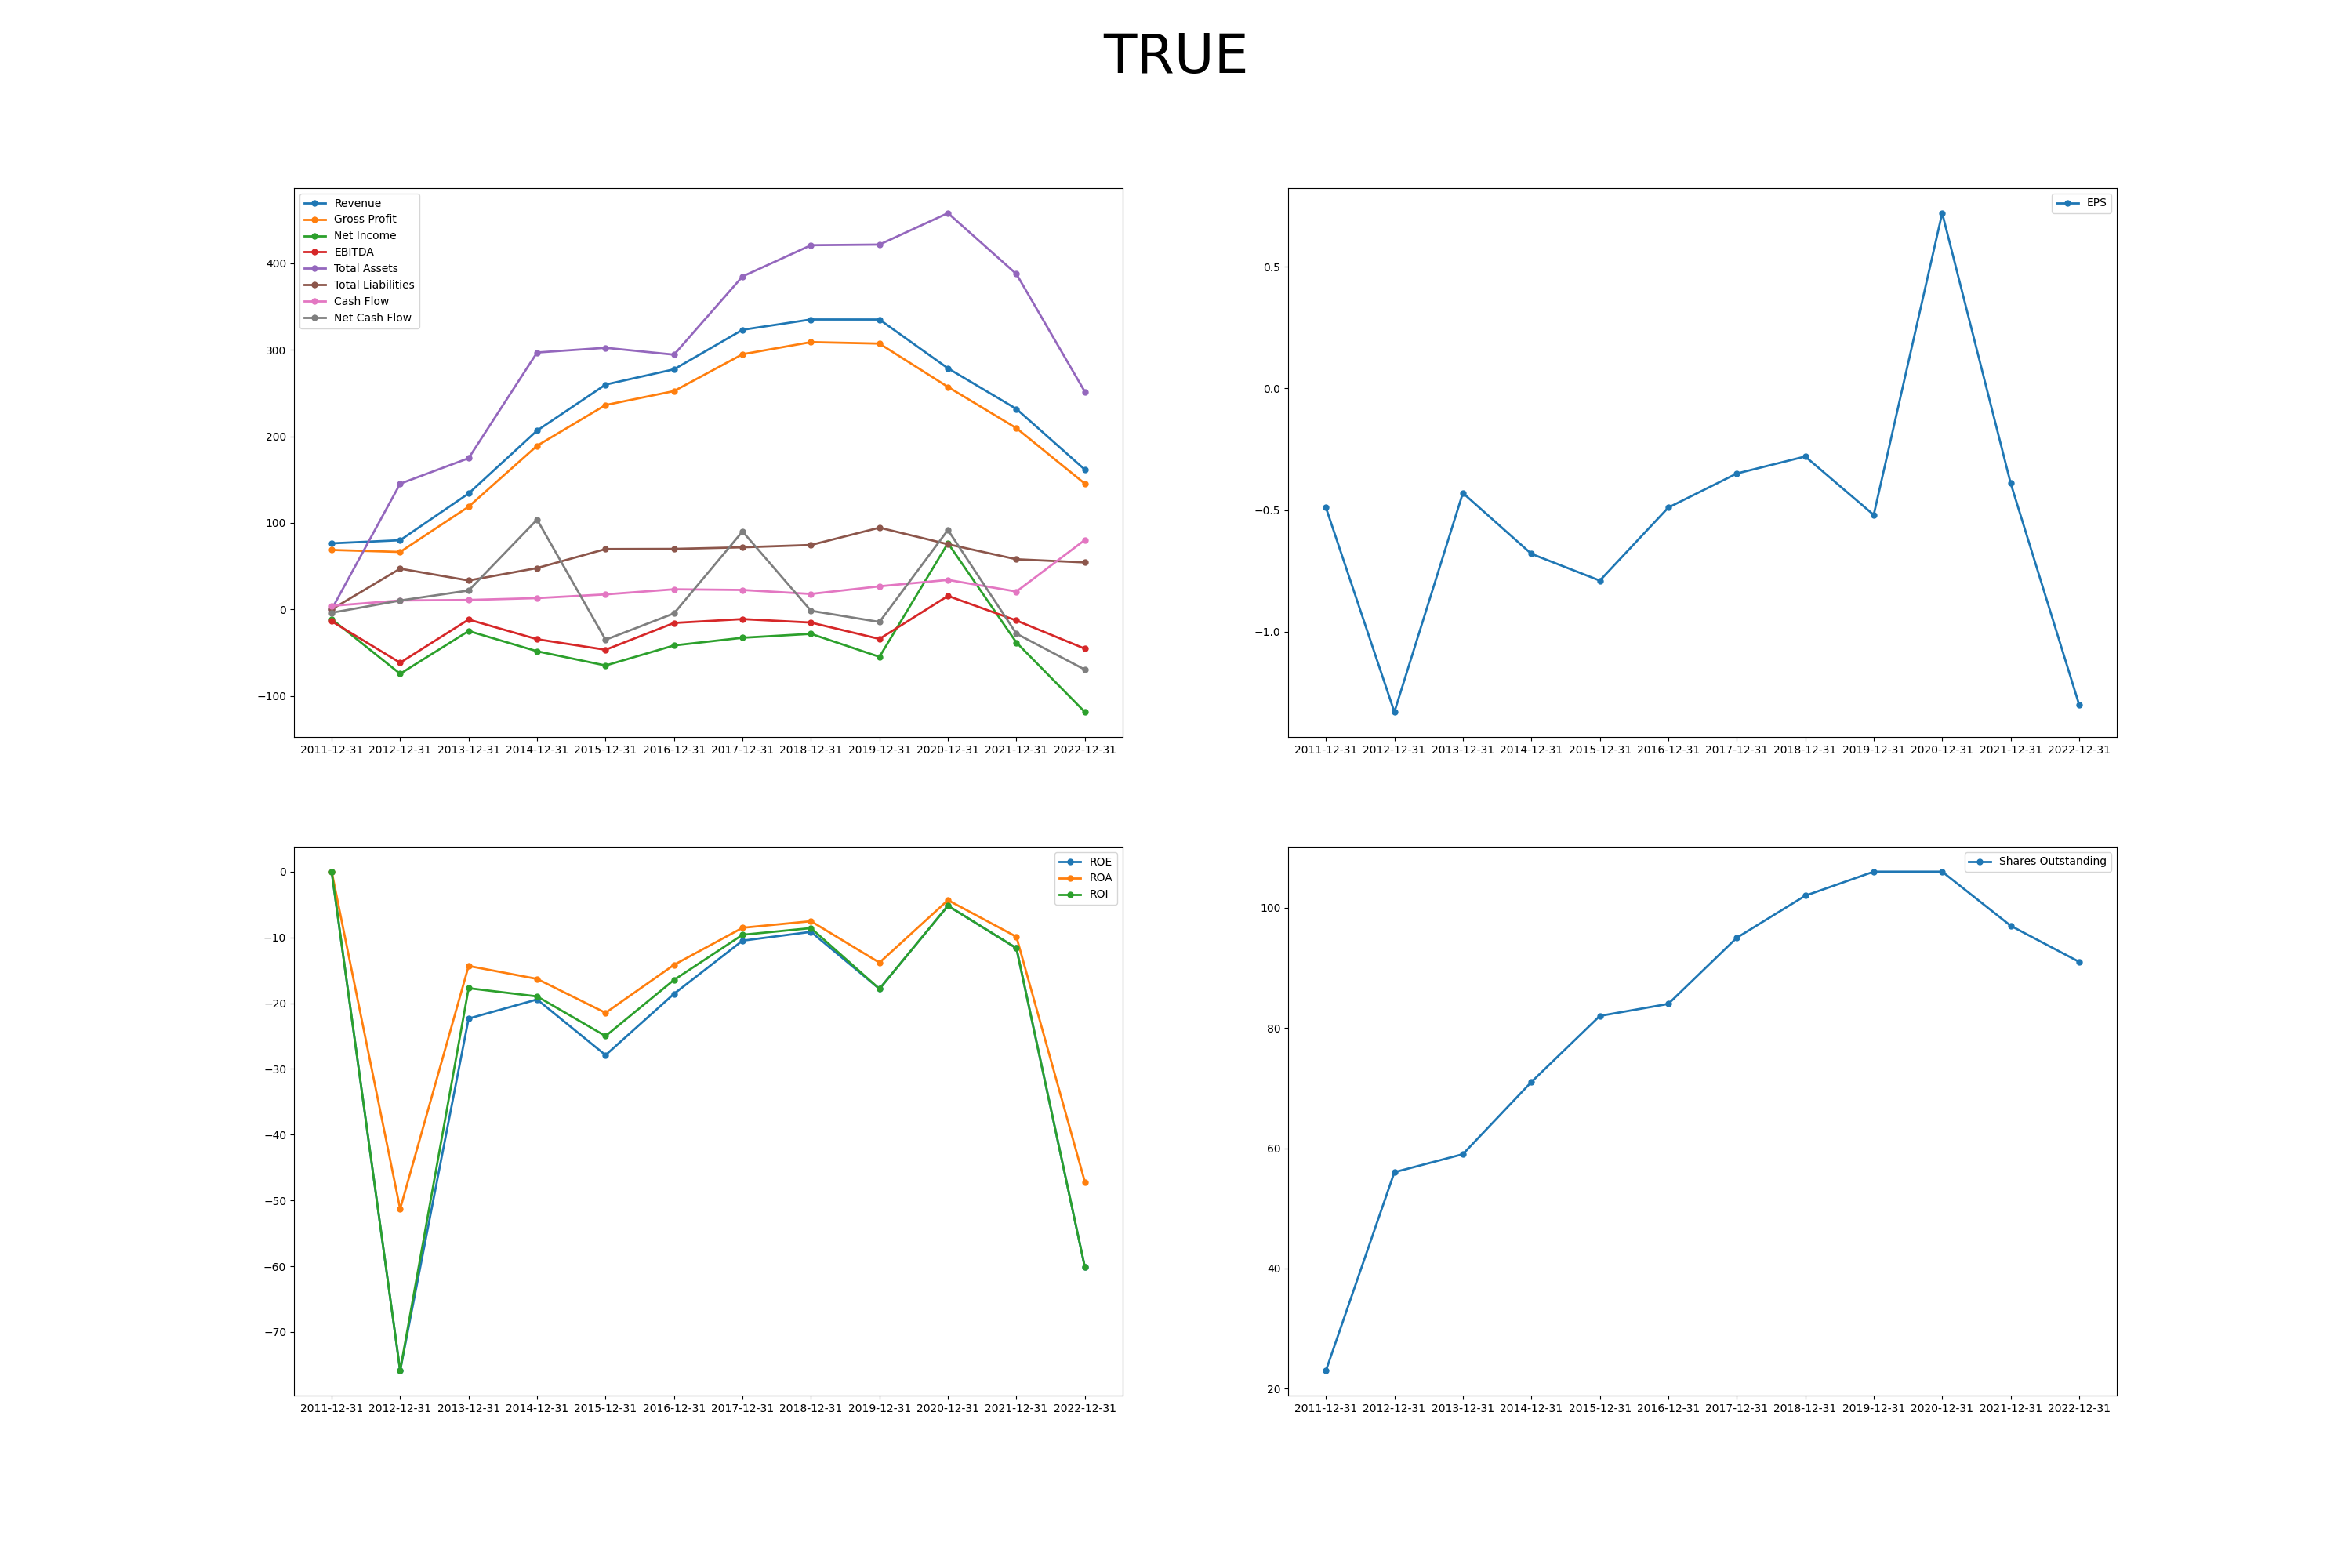 TRUE
Revenue
Gross Profit
Net Income
EBITDA
Total Assets
Total Liabilities
Cash Flow
Net Cash Flow
400
300
200
100
0
−100
2011-12-31 2012-12-31 2013-12-31 2014-12-31 2015-12-31 2016-12-31 2017-12-31 2018-12-31 2019-12-31 2020-12-31 2021-12-31 2022-12-31
EPS
0.5
0.0
−0.5
−1.0
2011-12-31 2012-12-31 2013-12-31 2014-12-31 2015-12-31 2016-12-31 2017-12-31 2018-12-31 2019-12-31 2020-12-31 2021-12-31 2022-12-31
ROE
ROA
ROI
0
−10
−20
−30
−40
−50
−60
−70
2011-12-31 2012-12-31 2013-12-31 2014-12-31 2015-12-31 2016-12-31 2017-12-31 2018-12-31 2019-12-31 2020-12-31 2021-12-31 2022-12-31
Shares Outstanding
100
80
60
40
20
2011-12-31 2012-12-31 2013-12-31 2014-12-31 2015-12-31 2016-12-31 2017-12-31 2018-12-31 2019-12-31 2020-12-31 2021-12-31 2022-12-31